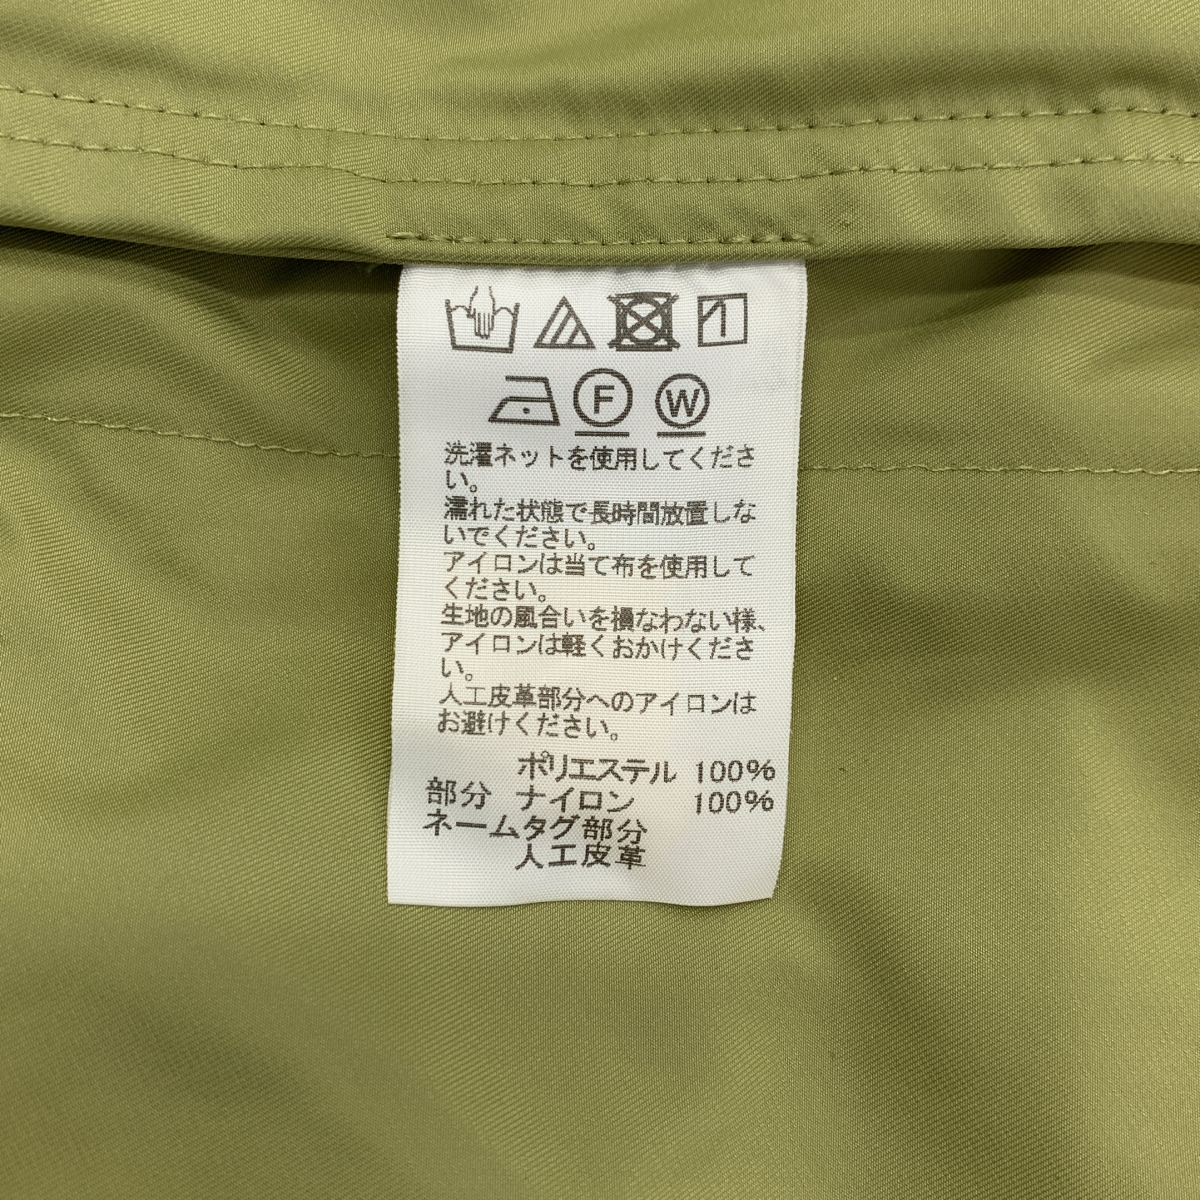 F W
洗濯ネットを使用してくださ
い。
濡れた状態で長時間放置しな
いでください。
アイロンは当て布を使用して
ください。
生地の風合いを損なわない様、
アイロンは軽くおかけくださ
い。
人工皮革部分へのアイロンは
お避けください。
ポリエステル 100%
部分 ナイロン 100%
ネームタグ部分
人工皮革